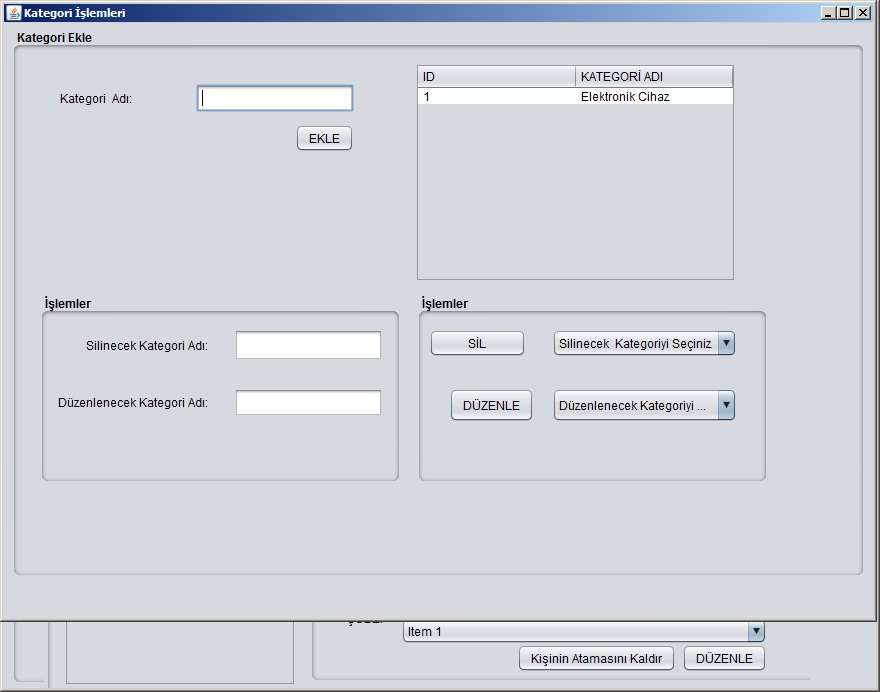 Kategori İşlemleri
Kategori Ekle
Kategori Adı:
EKLE
ID KATEGORİ ADI
1 Elektronik Cihaz
İşlemler
Silinecek Kategori Adı:
Düzenlenecek Kategori Adı:
İşlemler
SİL Silinecek Kategoriyi Seçiniz
DÜZENLE Düzenlenecek Kategoriyi ...
Item 1
Kişinin Atamasını Kaldır DÜZENLE